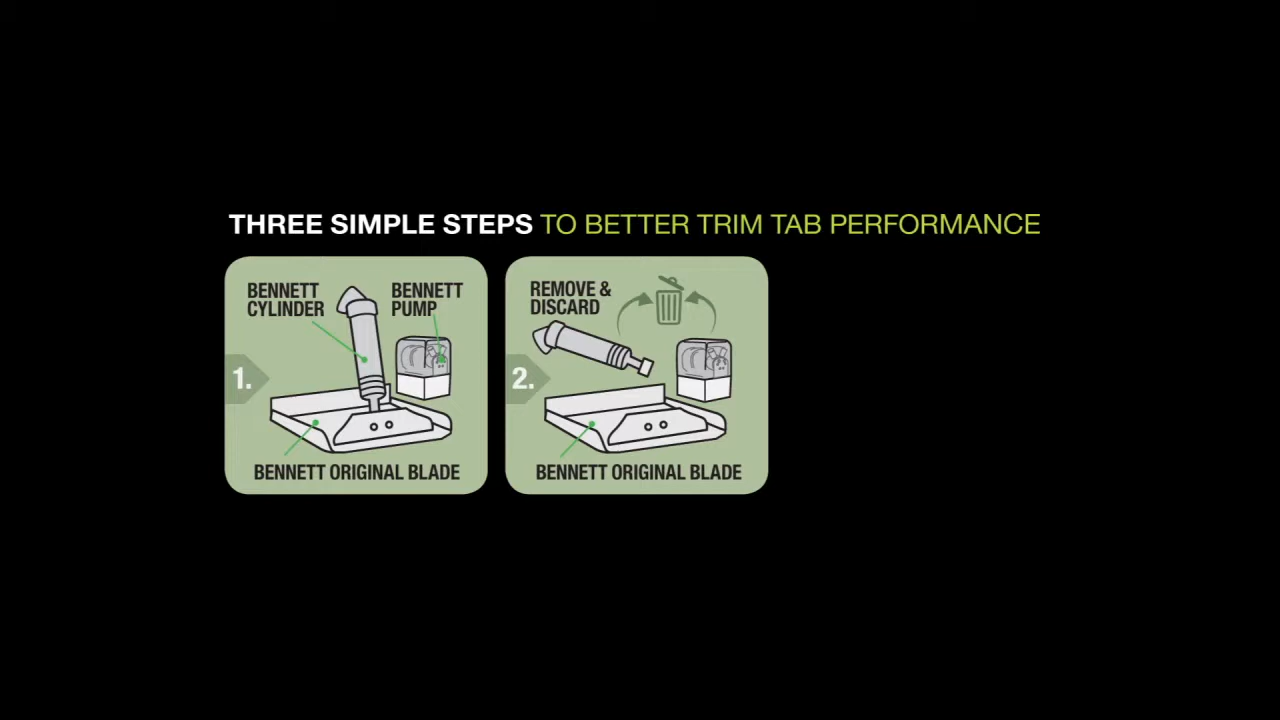 THREE SIMPLE STEPS TO BETTER TRIM TAB PERFORMANCE
BENNETT
CYLINDER
BENNETT
PUMP
1.
BENNETT ORIGINAL BLADE
REMOVE &
DISCARD
2.
BENNETT ORIGINAL BLADE